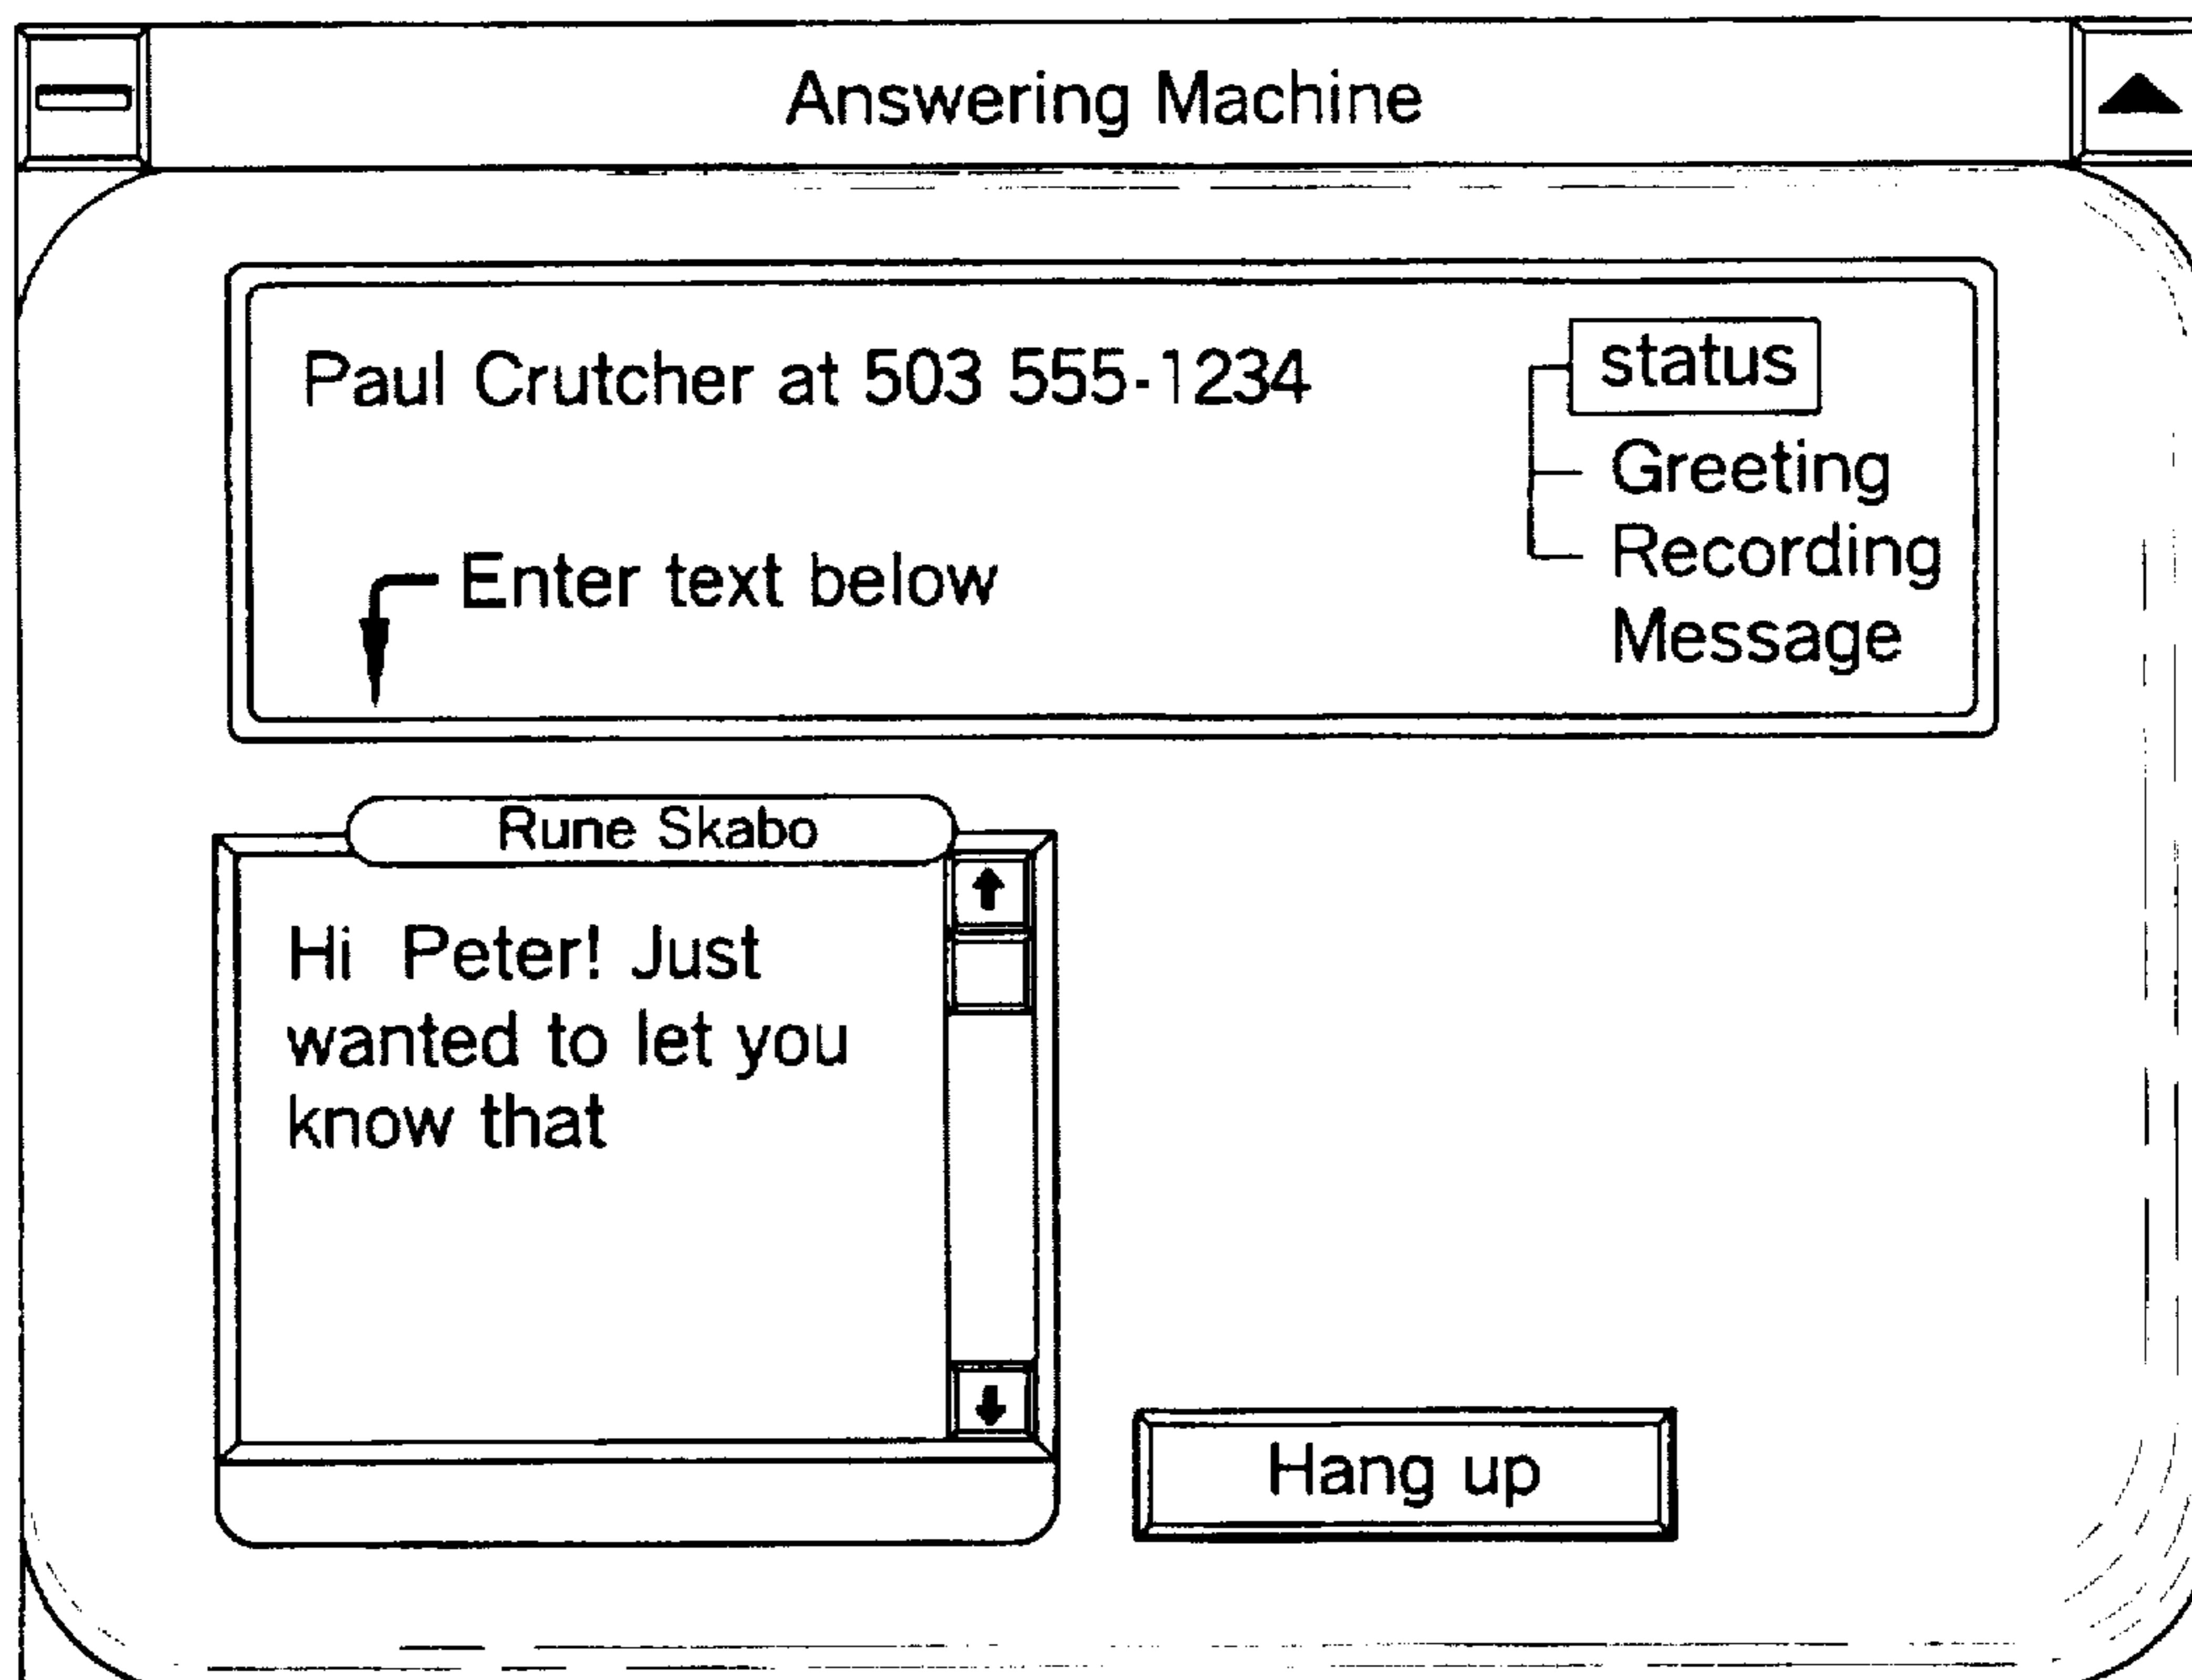 Answering Machine
Paul Crutcher at 503 555-1234
status
Greeting
Recording
Message
Enter text below
Rune Skabo
Hi Peter! Just
wanted to let you
know that
Hang up